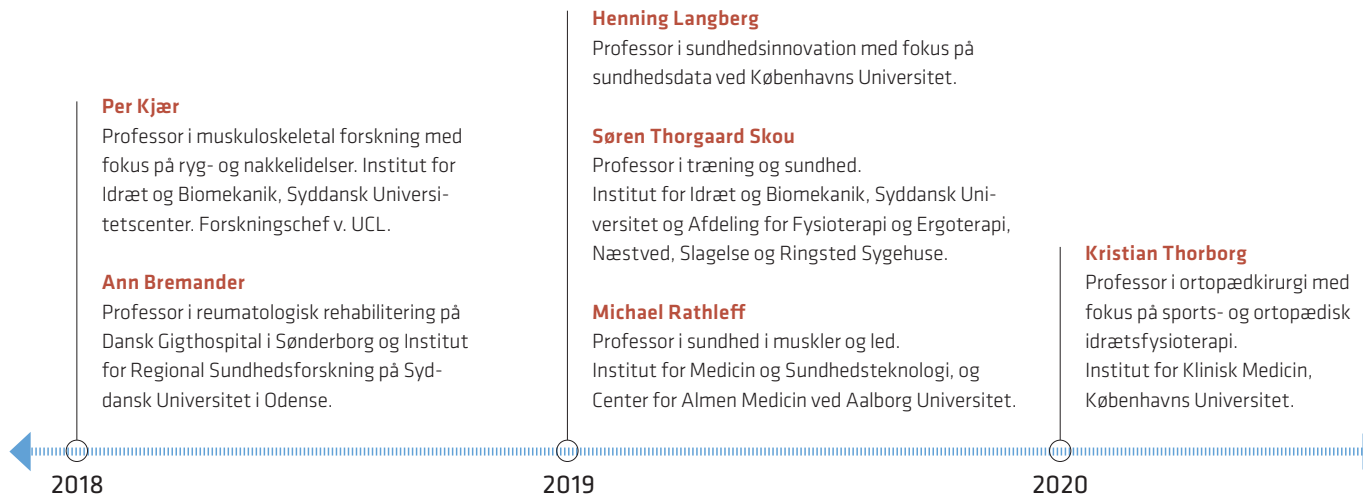 Per Kjær
Professor i muskuloskeletal forskning med
fokus på ryg- og nakkelidelser. Institut for
Idræt og Biomekanik, Syddansk Universi-
tetscenter. Forskningschef v. UCL.
Ann Bremander
Professor i reumatologisk rehabilitering på
Dansk Gigthospital i Sønderborg og Institut
for Regional Sundhedsforskning på Syd-
dansk Universitet i Odense.
2018
Henning Langberg
Professor i sundhedsinnovation med fokus på
sundhedsdata ved Københavns Universitet.
Søren Thorgaard Skou
Professor i træning og sundhed.
Institut for Idræt og Biomekanik, Syddansk Uni-
versitet og Afdeling for Fysioterapi og Ergoterapi,
Næstved, Slagelse og Ringsted Sygehuse.
Michael Rathleff
Professor i sundhed i muskler og led.
Institut for Medicin og Sundhedsteknologi, og
Center for Almen Medicin ved Aalborg Universitet.
2019
Kristian Thorborg
Professor i ortopædkirurgi med
fokus på sports- og ortopædisk
idrætsfysioterapi.
Institut for Klinisk Medicin,
Københavns Universitet.
2020